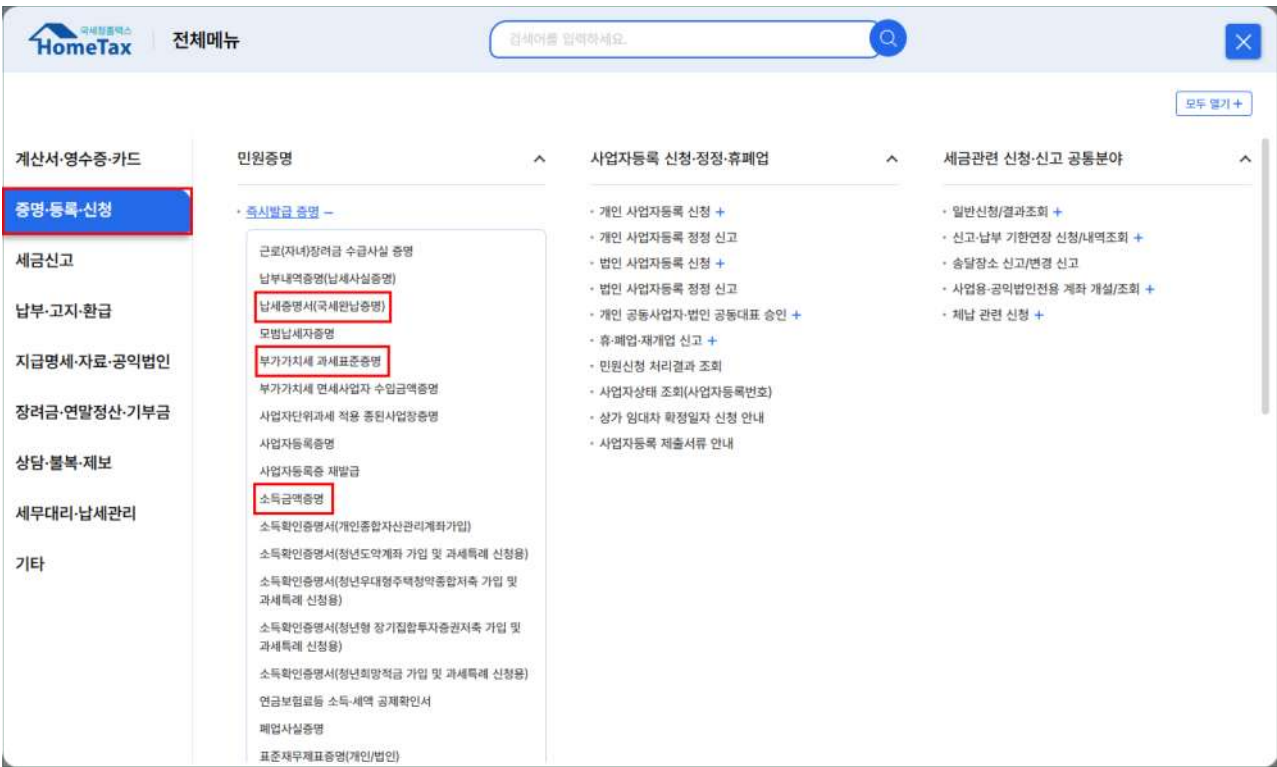 국세청홈택스
HomeTax
전체메뉴
검색어를 입력하세요.
모두 열기 +
계산서·영수증·카드
증명·등록·신청
세금신고
납부·고지·환급
지급명세·자료·공익법인
장려금·연말정산·기부금
상담·불복·제보
세무대리·납세관리
기타
민원증명
· 즉시발급 증명 −
근로(자녀)장려금 수급사실 증명
납부내역증명(납세사실증명)
납세증명서(국세완납증명)
모범납세자증명
부가가치세 과세표준증명
부가가치세 면세사업자 수입금액증명
사업자단위과세 적용 종된사업장증명
사업자등록증명
사업자등록증 재발급
소득금액증명
소득확인증명서(개인종합자산관리계좌가입)
소득확인증명서(청년도약계좌 가입 및 과세특례 신청용)
소득확인증명서(청년우대형주택청약종합저축 가입 및
과세특례 신청용)
소득확인증명서(청년형 장기집합투자증권저축 가입 및
과세특례 신청용)
소득확인증명서(청년희망적금 가입 및 과세특례 신청용)
연금보험료등 소득·세액 공제확인서
폐업사실증명
표준재무제표증명(개인/법인)
사업자등록 신청·정정·휴폐업
· 개인 사업자등록 신청 +
· 개인 사업자등록 정정 신고
· 법인 사업자등록 신청 +
· 법인 사업자등록 정정 신고
· 개인 공동사업자·법인 공동대표 승인 +
· 휴·폐업·재개업 신고 +
· 민원신청 처리결과 조회
· 사업자상태 조회(사업자등록번호)
· 상가 임대차 확정일자 신청 안내
· 사업자등록 제출서류 안내
세금관련 신청·신고 공통분야
· 일반신청/결과조회 +
· 신고·납부 기한연장 신청/내역조회 +
· 송달장소 신고/변경 신고
· 사업용·공익법인전용 계좌 개설/조회 +
· 체납 관련 신청 +